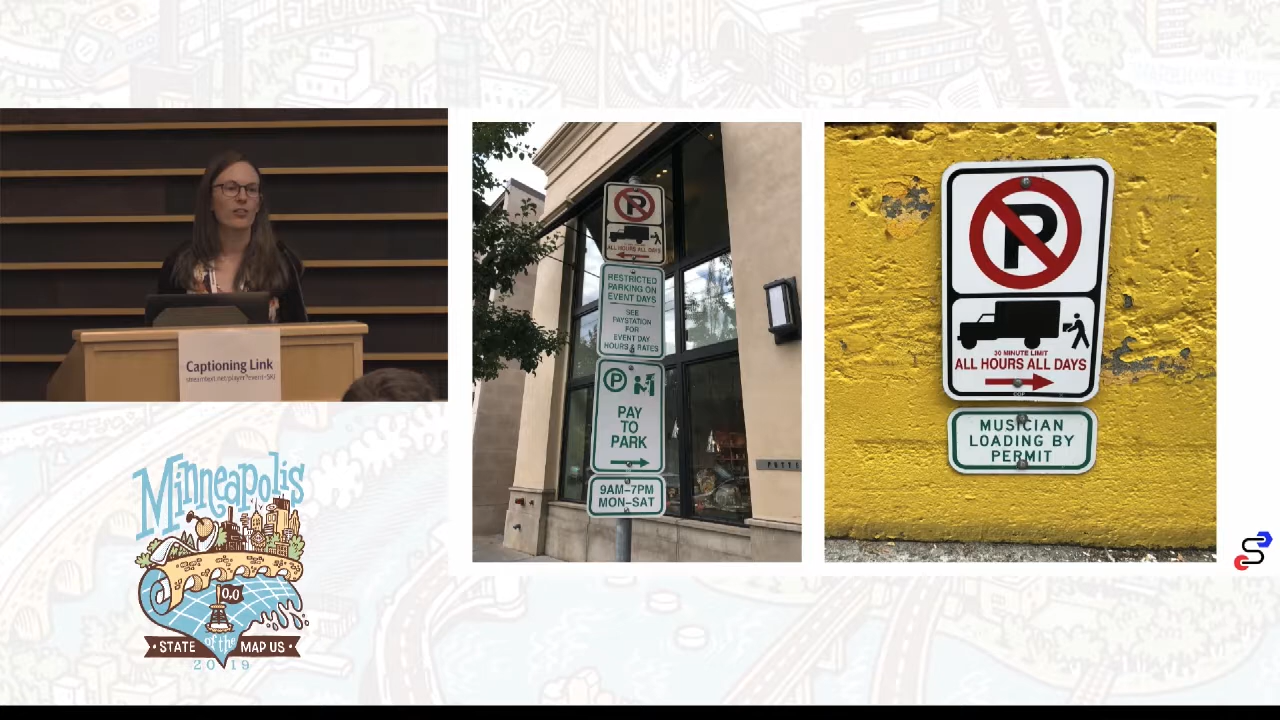 Captioning Link
Minneapolis
0,0
STATE of the MAP US
2019
P
ALL HOURS ALL DAYS
RESTRICTED
PARKING ON
EVENT DAYS
SEE
PAYSTATION
FOR
EVENT DAY
HOURS & RATES
P
PAY
TO
PARK
9AM-7PM
MON-SAT
P
30 MINUTE LIMIT
ALL HOURS ALL DAYS
MUSICIAN
LOADING BY
PERMIT
S